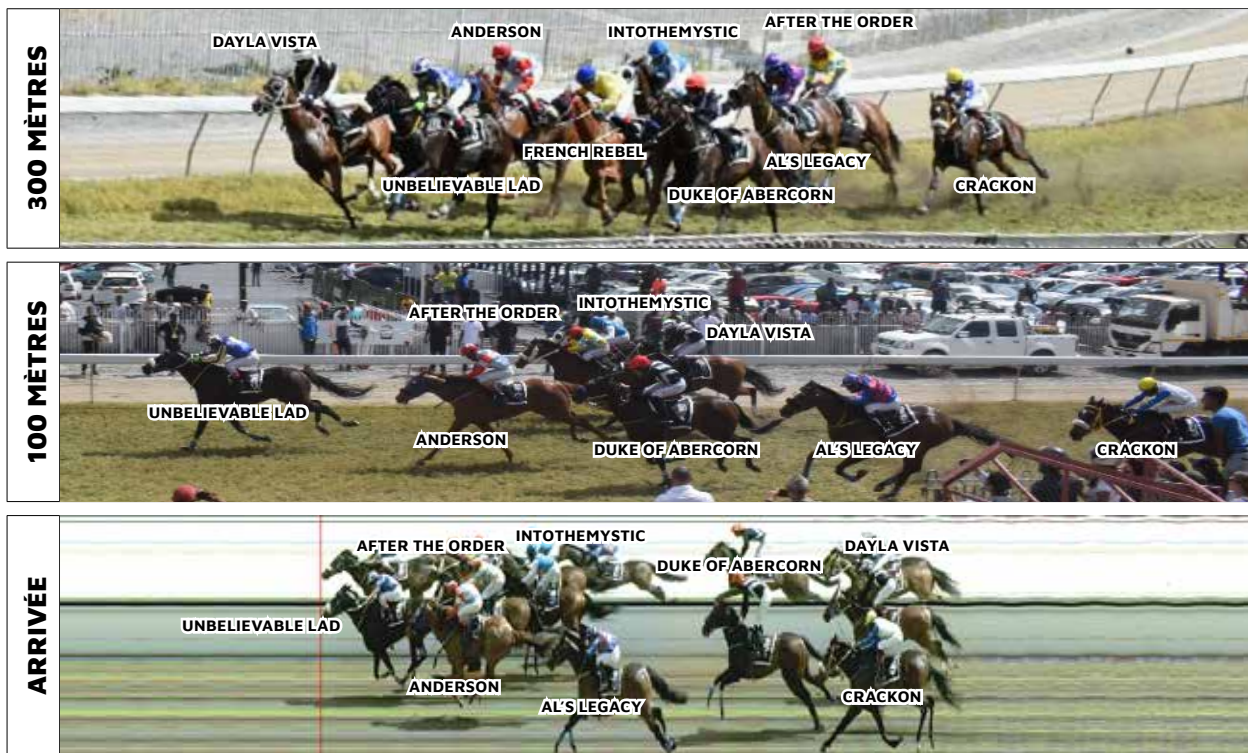 300 MÈTRES
DAYLA VISTA
ANDERSON
INTOTHEMYSTIC
AFTER THE ORDER
FRENCH REBEL
AL'S LEGACY
UNBELIEVABLE LAD
DUKE OF ABERCORN
CRACKON
100 MÈTRES
AFTER THE ORDER
INTOTHEMYSTIC
DAYLA VISTA
UNBELIEVABLE LAD
ANDERSON
DUKE OF ABERCORN
AL'S LEGACY
CRACKON
ARRIVÉE
AFTER THE ORDER
INTOTHEMYSTIC
DUKE OF ABERCORN
DAYLA VISTA
UNBELIEVABLE LAD
ANDERSON
AL'S LEGACY
CRACKON